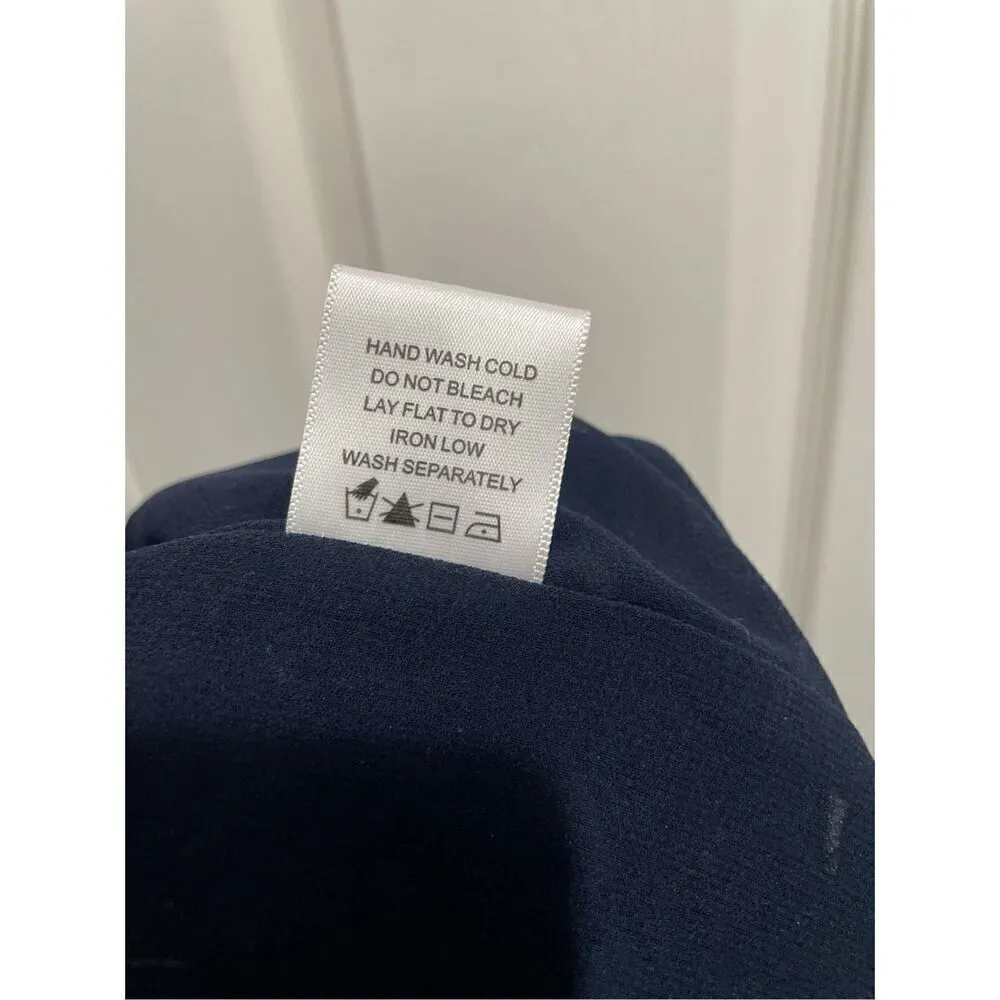 HAND WASH COLD
DO NOT BLEACH
LAY FLAT TO DRY
IRON LOW
WASH SEPARATELY